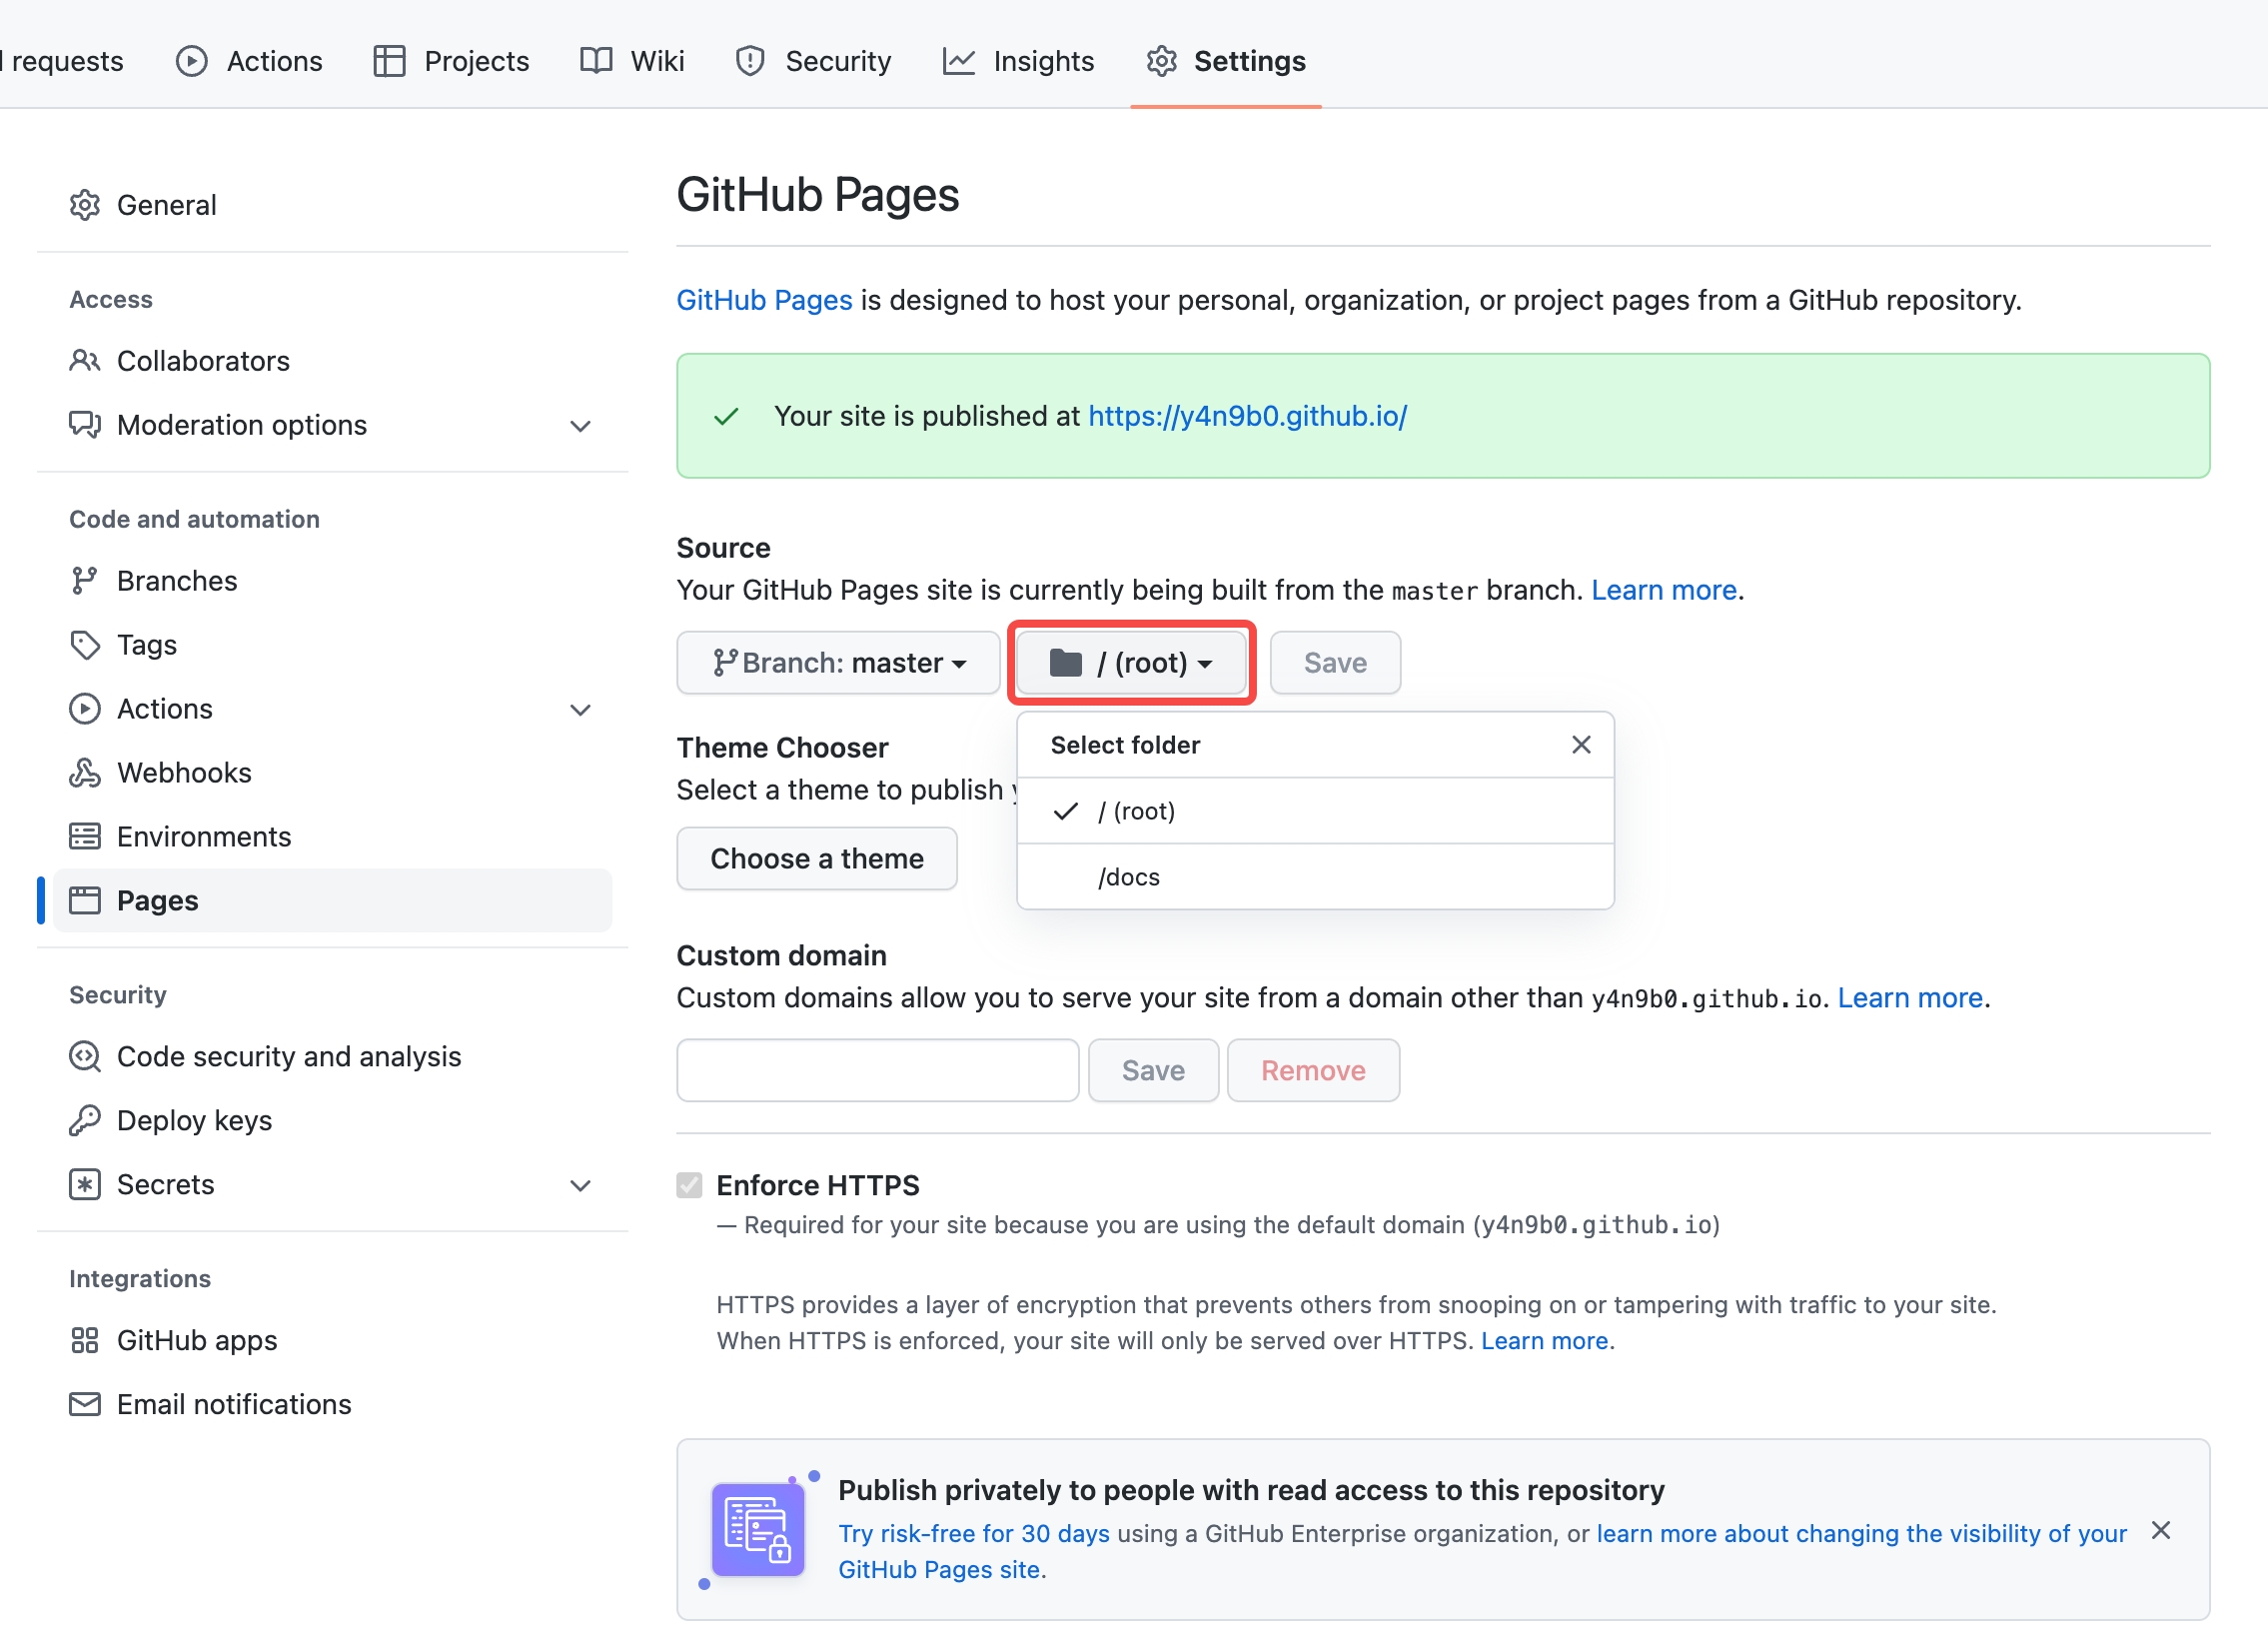 requests
Actions
Projects
Wiki
Security
Insights
Settings
General
Access
Collaborators
Moderation options
Code and automation
Branches
Tags
Actions
Webhooks
Environments
Pages
Security
Code security and analysis
Deploy keys
Secrets
Integrations
GitHub apps
Email notifications
GitHub Pages
GitHub Pages is designed to host your personal, organization, or project pages from a GitHub repository.
Your site is published at https://y4n9b0.github.io/
Source
Your GitHub Pages site is currently being built from the master branch. Learn more.
Branch: master
/ (root)
Save
Select folder
/ (root)
/docs
Theme Chooser
Select a theme to publish
Choose a theme
Custom domain
Custom domains allow you to serve your site from a domain other than y4n9b0.github.io. Learn more.
Save
Remove
Enforce HTTPS
— Required for your site because you are using the default domain (y4n9b0.github.io)
HTTPS provides a layer of encryption that prevents others from snooping on or tampering with traffic to your site.
When HTTPS is enforced, your site will only be served over HTTPS. Learn more.
Publish privately to people with read access to this repository
Try risk-free for 30 days using a GitHub Enterprise organization, or learn more about changing the visibility of your
GitHub Pages site.